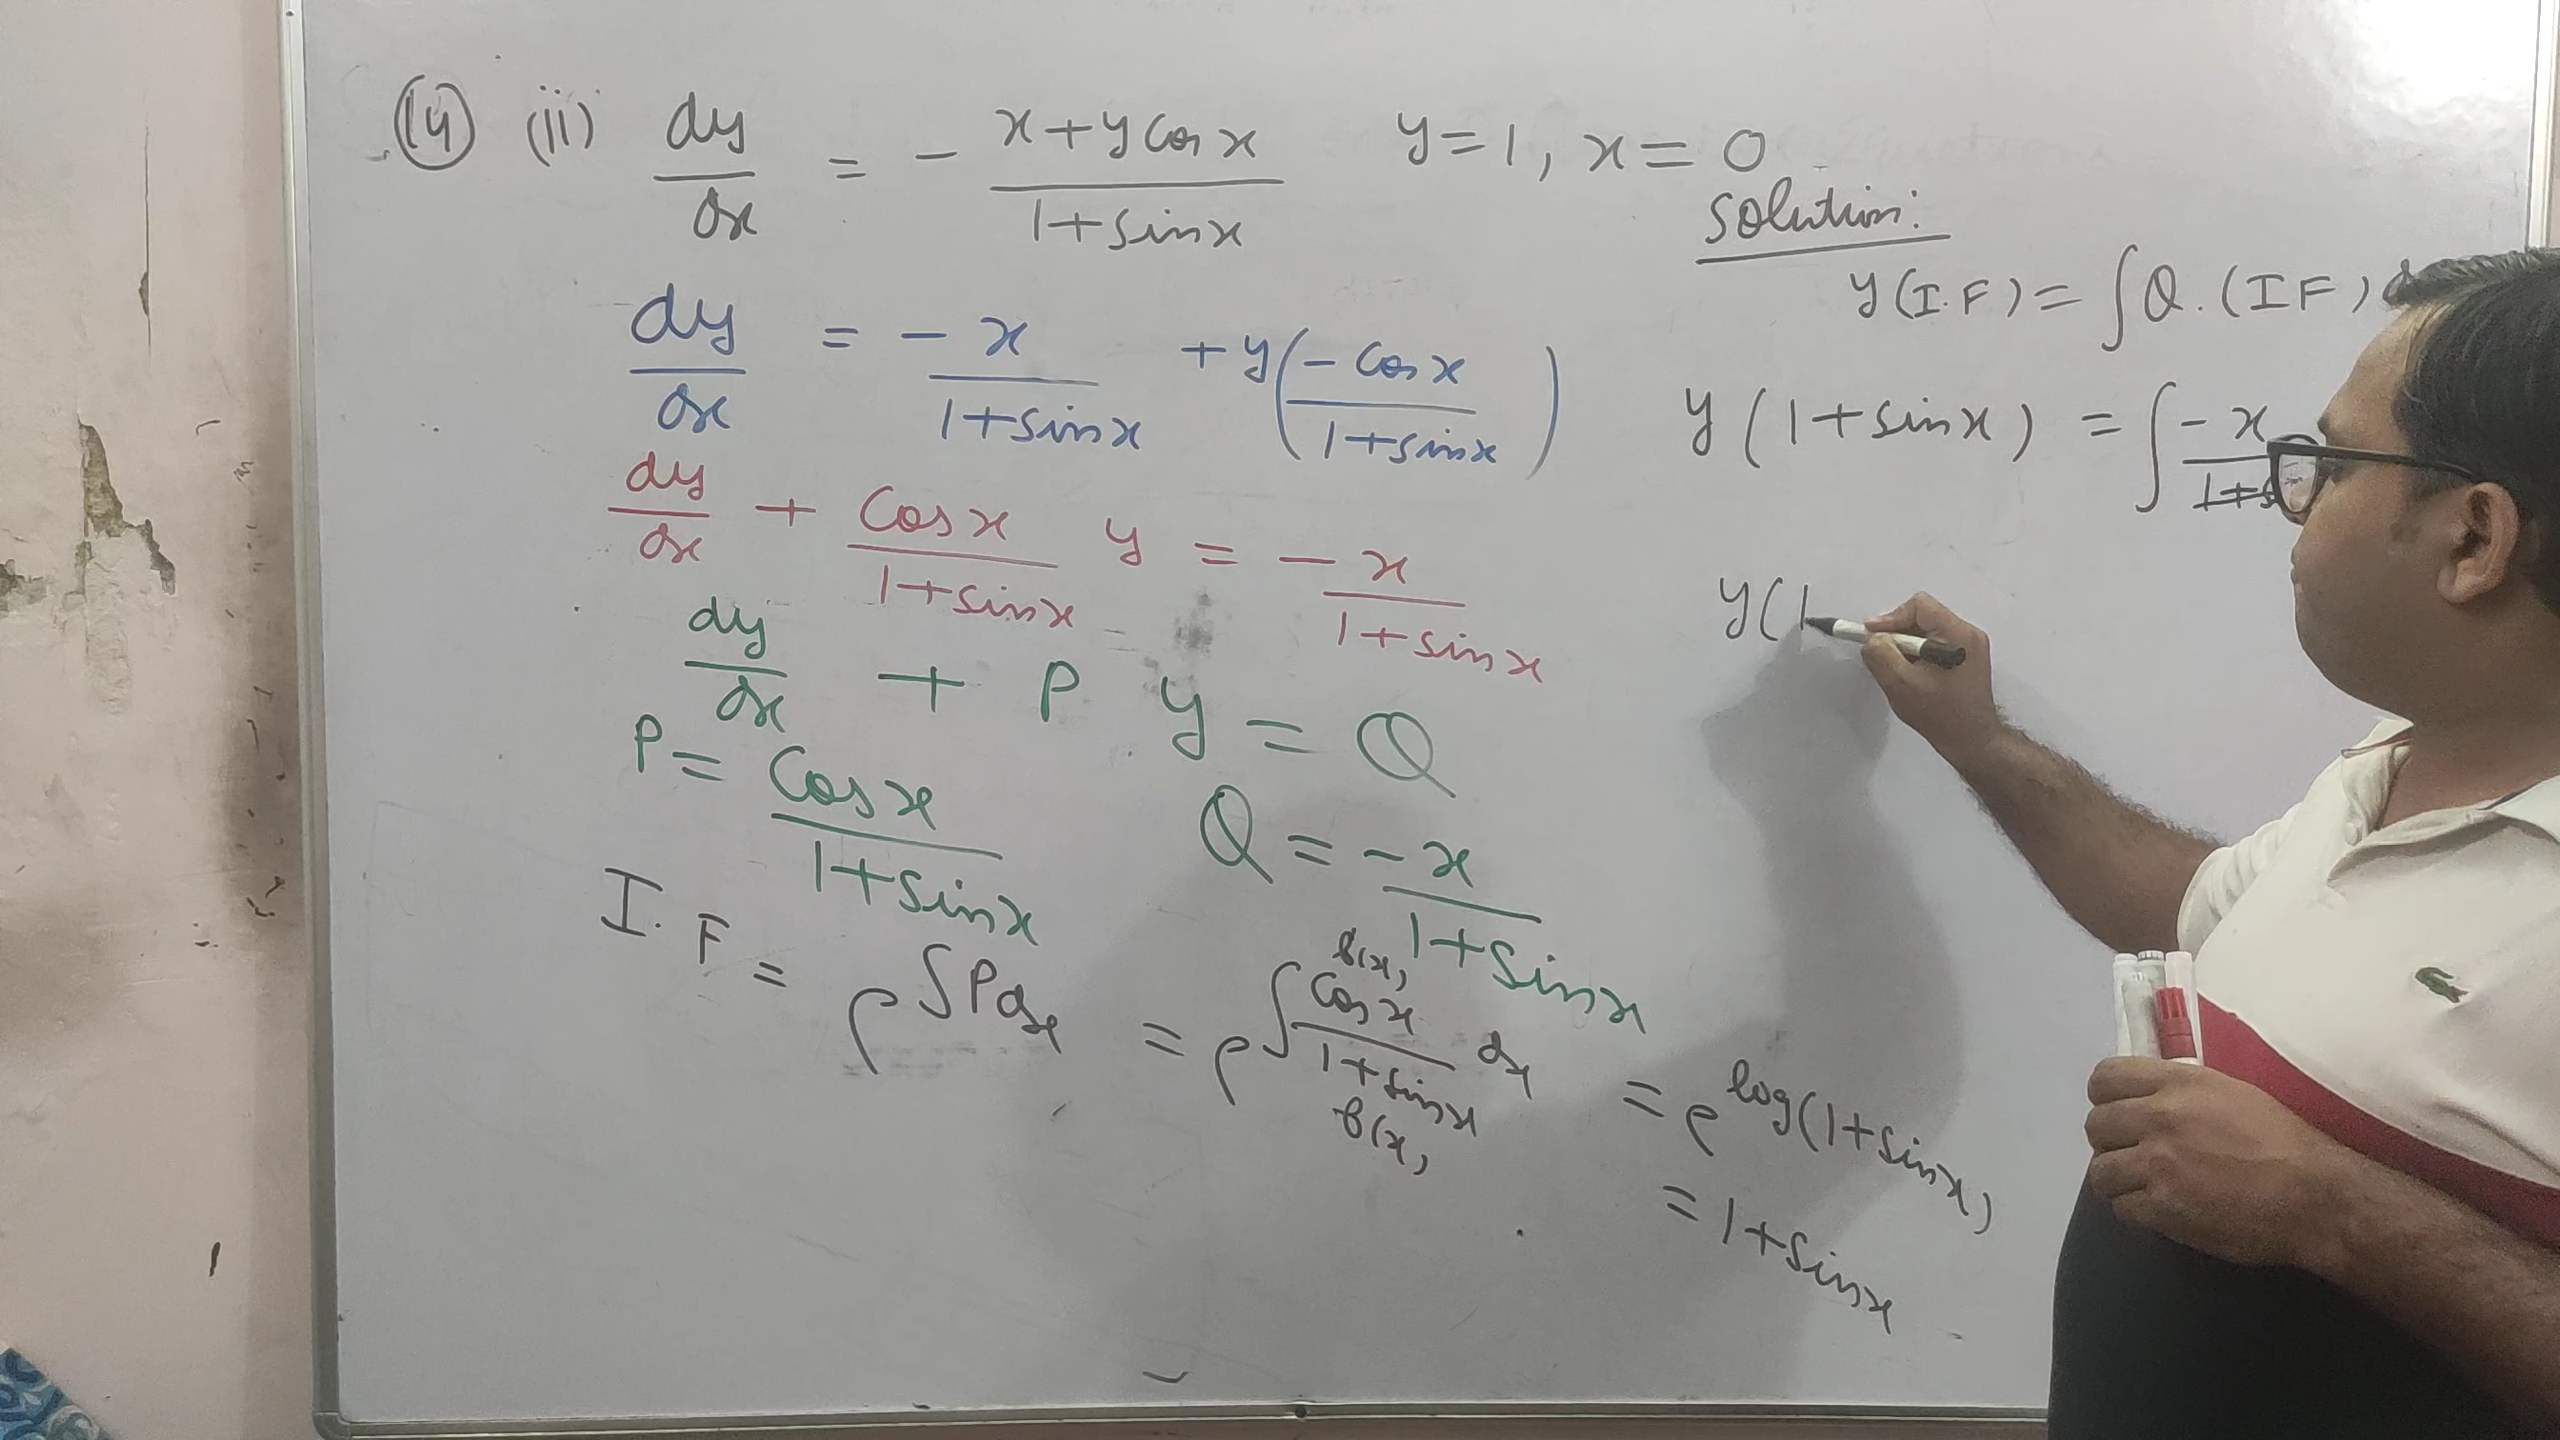 (14) (ii) dy/dx = - (x+y cos x)/(1+sin x) y=1, x=0
dy/dx = - x/(1+sin x) + y(- cos x/(1+sin x))
dy/dx + cos x/(1+sin x) y = - x/(1+sin x)
dy/dx + P y = Q
P = cos x/(1+sin x) Q = - x/(1+sin x)
I.F = e^∫Pdx = e^∫ cos x/(1+sin x) dx = e^log(1+sin x)
= 1+sin x
Solution:
y(I.F) = ∫Q.(IF)
y(1+sin x) = ∫ -x/
y(1